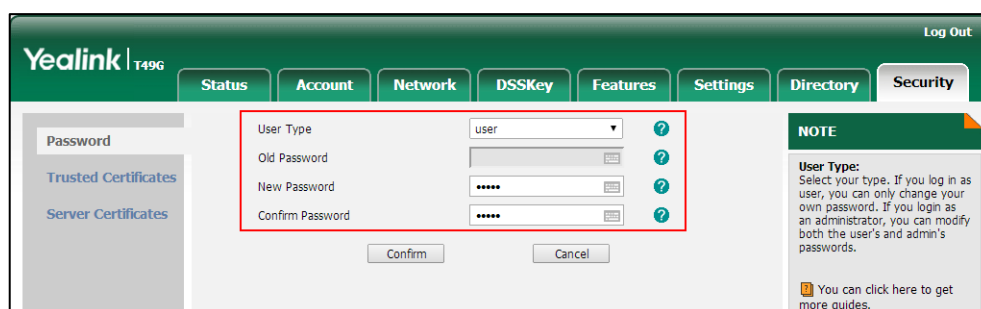 Log Out
Yealink | T49G
Status Account Network DSSKey Features Settings Directory Security
Password
Trusted Certificates
Server Certificates
User Type user
Old Password
New Password •••••
Confirm Password •••••
Confirm Cancel
NOTE
User Type:
Select your type. If you log in as
user, you can only change your
own password. If you login as
an administrator, you can modify
both the user's and admin's
passwords.
You can click here to get
more guides.